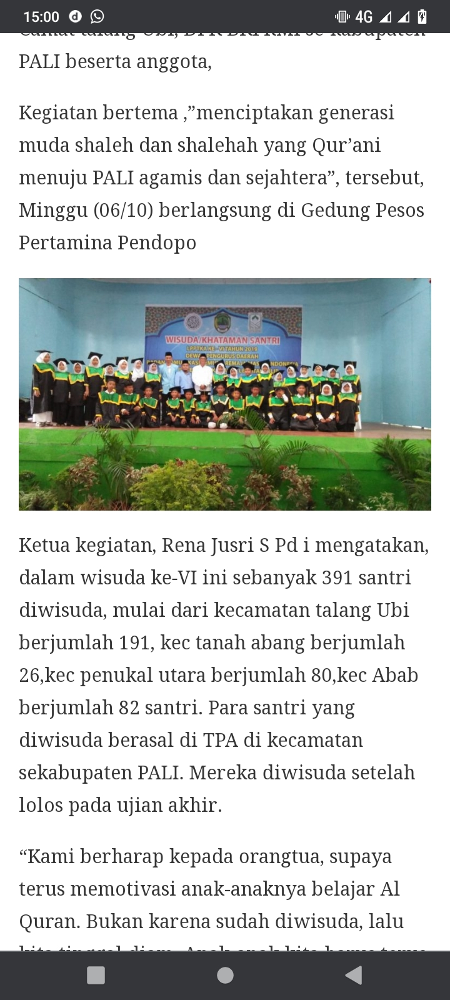 15:00
4G
PALI beserta anggota,
Kegiatan bertema ,”menciptakan generasi
muda shaleh dan shalehah yang Qur’ani
menuju PALI agamis dan sejahtera”, tersebut,
Minggu (06/10) berlangsung di Gedung Pesos
Pertamina Pendopo
WISUDA/KHATAMAN SANTRI
LPPTKA KE - VI TAHUN 2019
DEWAN PENGURUS DAERAH
Ketua kegiatan, Rena Jusri S Pd i mengatakan,
dalam wisuda ke-VI ini sebanyak 391 santri
diwisuda, mulai dari kecamatan talang Ubi
berjumlah 191, kec tanah abang berjumlah
26,kec penukal utara berjumlah 80,kec Abab
berjumlah 82 santri. Para santri yang
diwisuda berasal di TPA di kecamatan
sekabupaten PALI. Mereka diwisuda setelah
lolos pada ujian akhir.
“Kami berharap kepada orangtua, supaya
terus memotivasi anak-anaknya belajar Al
Quran. Bukan karena sudah diwisuda, lalu